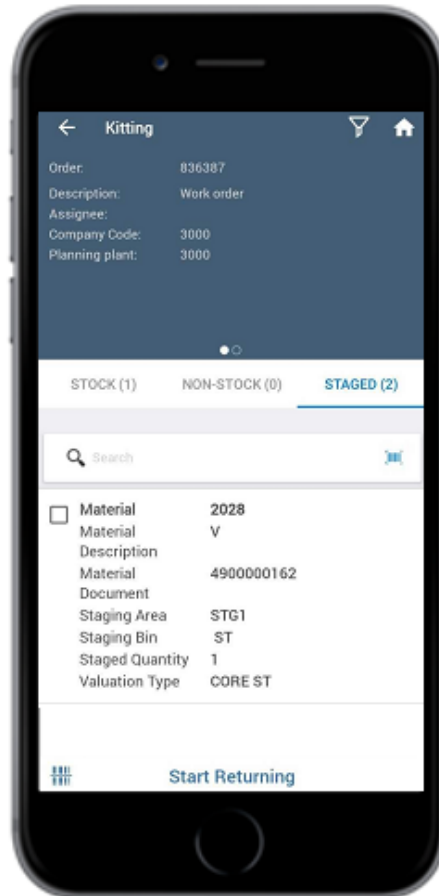 Kitting
Order: 836387
Description: Work order
Assignee:
Company Code: 3000
Planning plant: 3000
STOCK (1) NON-STOCK (0) STAGED (2)
Search
Material 2028
Material V
Description
Material 4900000162
Document
Staging Area STG1
Staging Bin ST
Staged Quantity 1
Valuation Type CORE ST
Start Returning